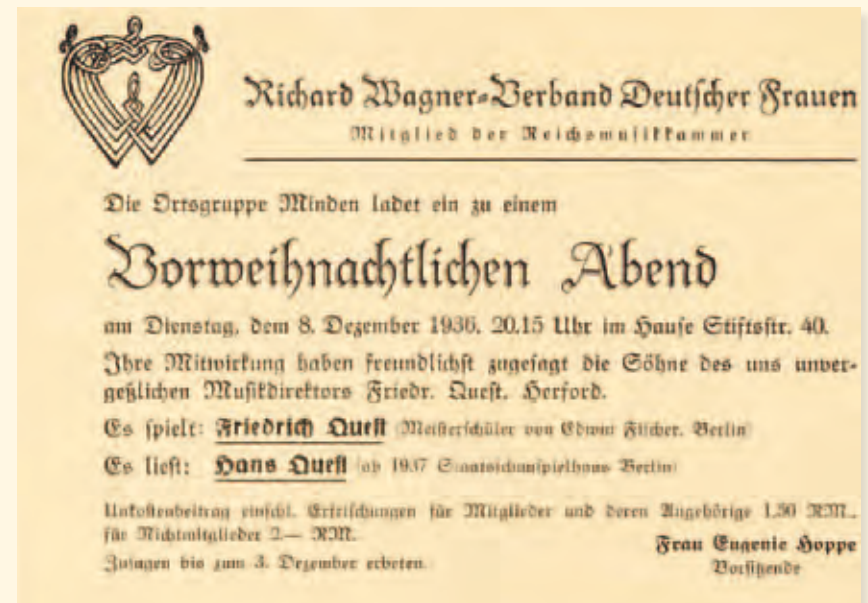 Richard Wagner-Verband Deutscher Frauen
Mitglied der Reichsmusikkammer
Die Ortsgruppe Minden ladet ein zu einem
Vorweihnachtlichen Abend
am Dienstag, dem 8. Dezember 1936, 20.15 Uhr im Hause Stiftsstr. 40.
Ihre Mitwirkung haben freundlichst zugesagt die Söhne des uns unver-
geßlichen Musikdirektors Friedr. Quest, Herford.
Es spielt: Friedrich Quest (Meisterschüler von Edwin Fischer, Berlin)
Es liest: Hans Quest (ab 1937 Staatsschauspielhaus Berlin)
Unkostenbeitrag einschl. Erfrischungen für Mitglieder und deren Angehörige 1,50 RM.,
für Nichtmitglieder 2.— RM.
Zusagen bis zum 3. Dezember erbeten.
Frau Eugenie Hoppe
Vorsitzende